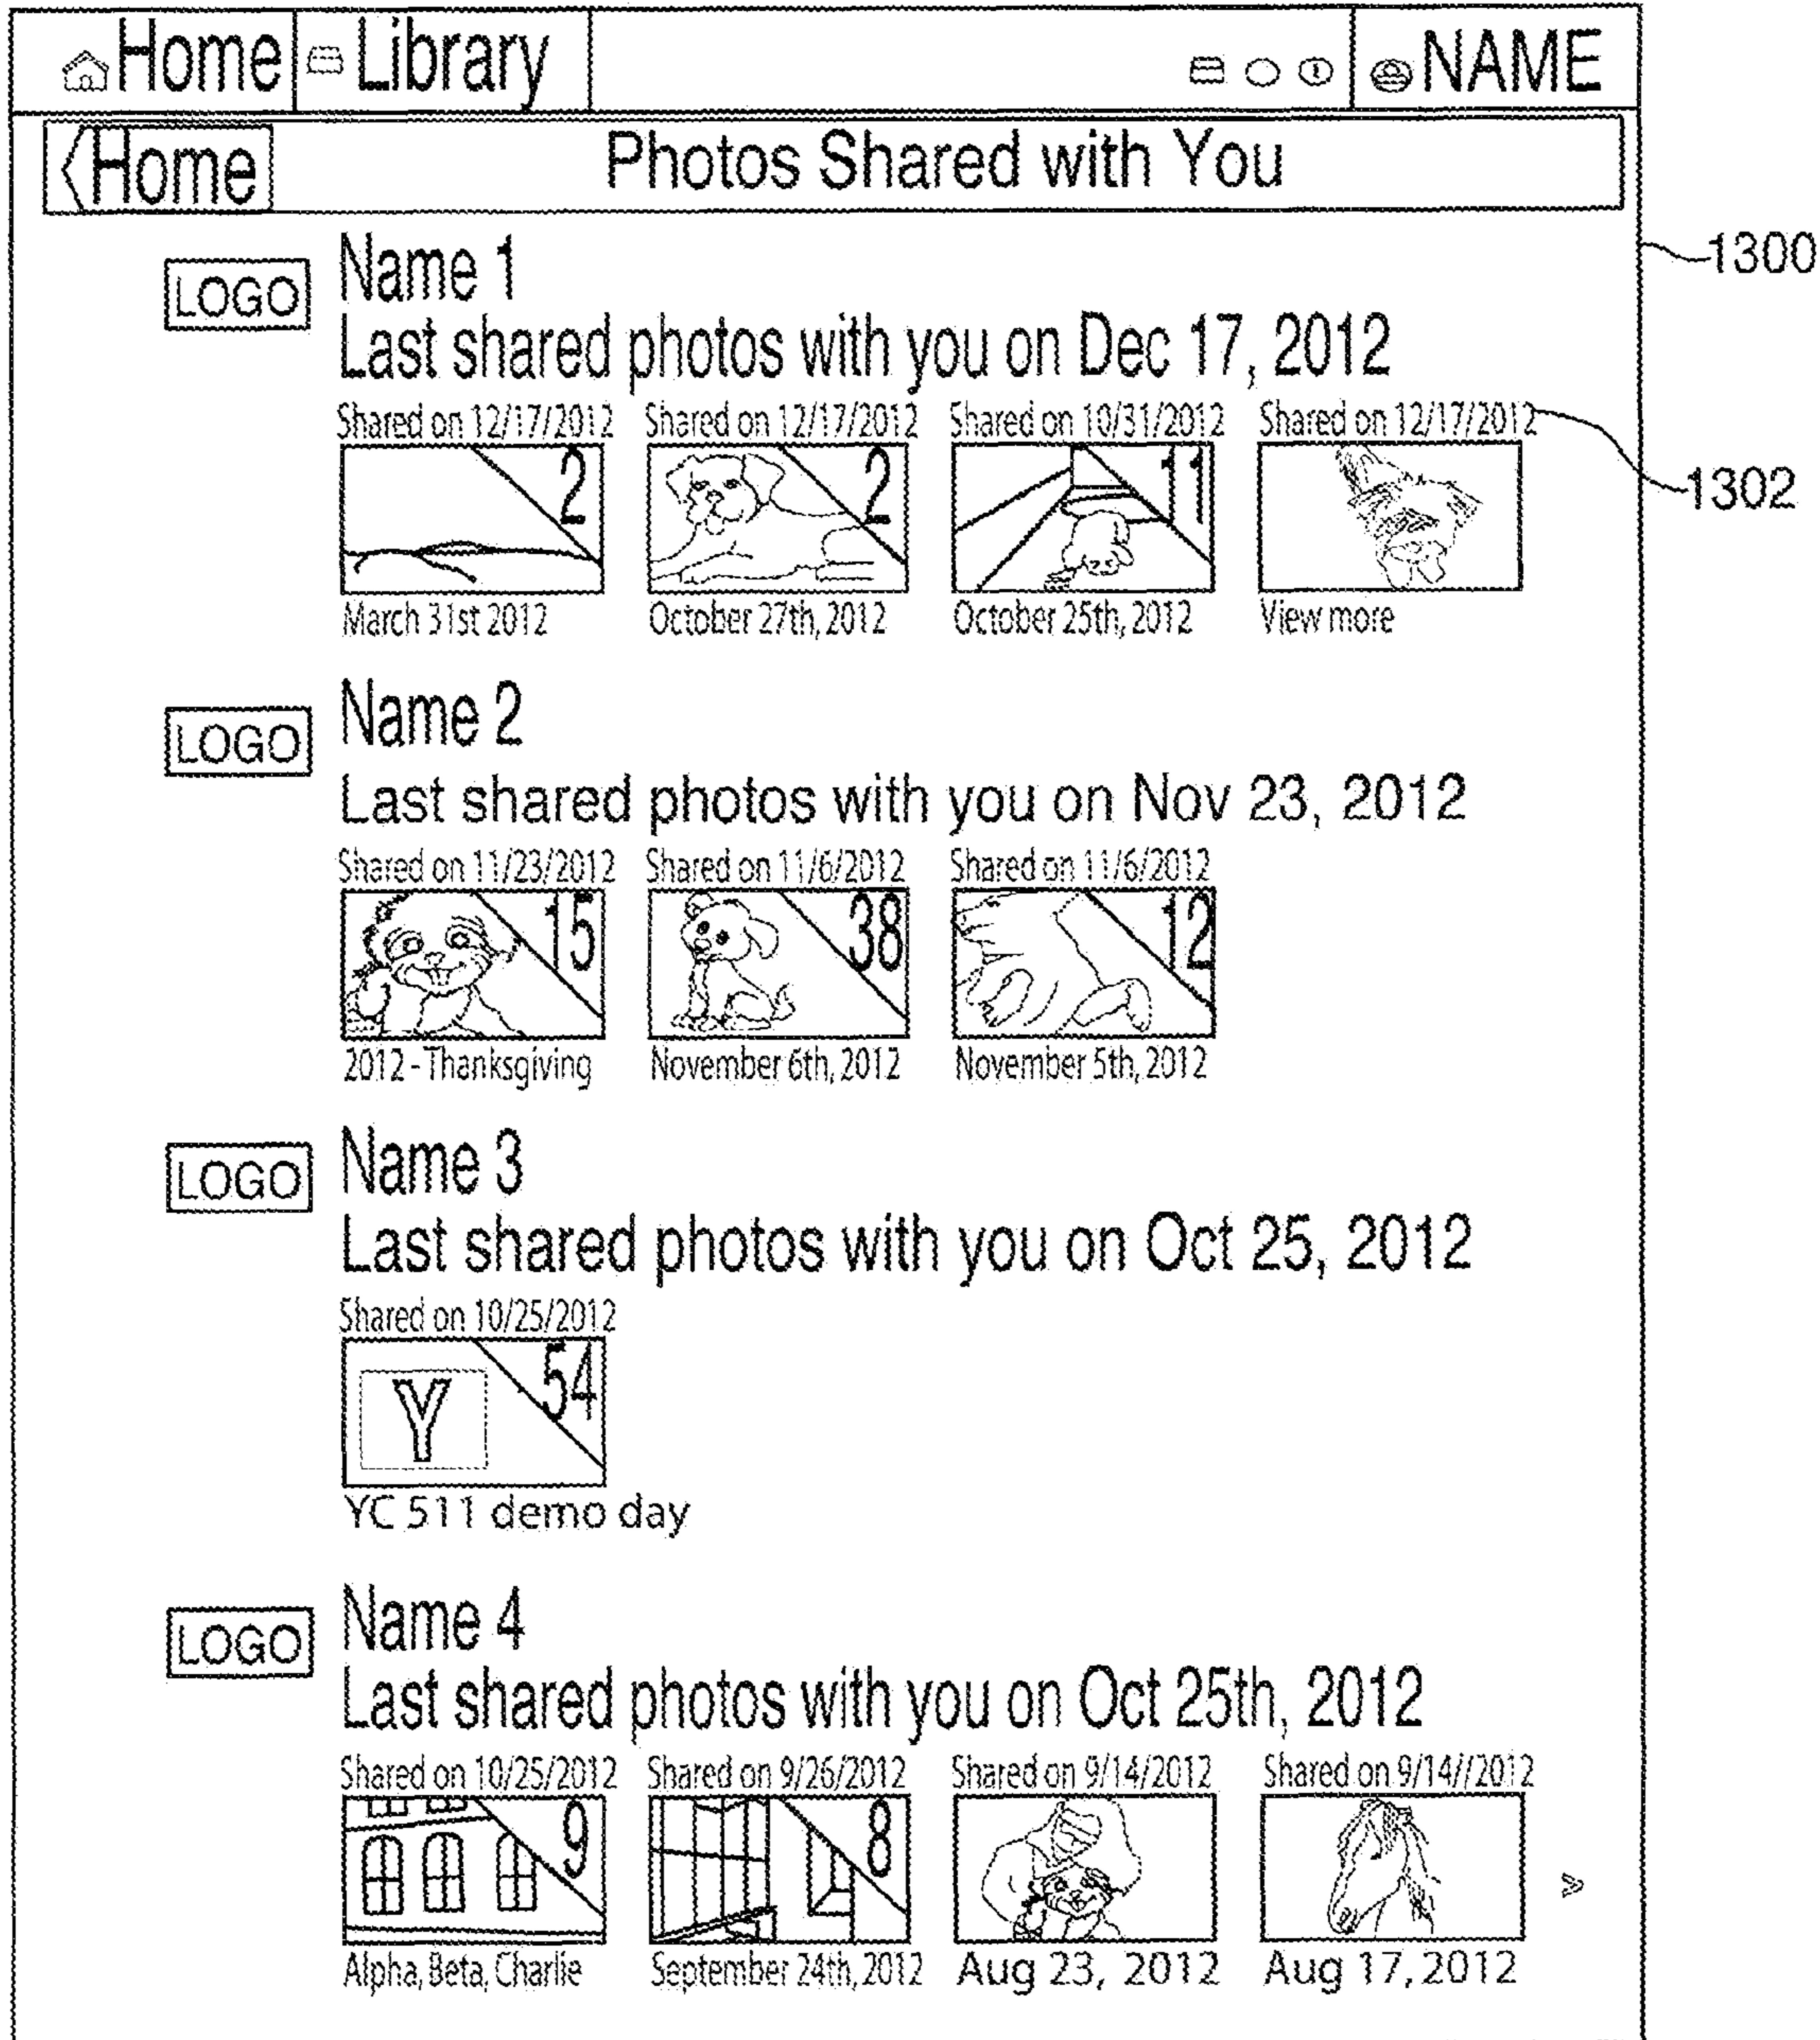 Home Library NAME
Home Photos Shared with You
1300
LOGO Name 1
Last shared photos with you on Dec 17, 2012
Shared on 12/17/2012 Shared on 12/17/2012 Shared on 10/31/2012 Shared on 12/17/2012
1302
2 2 11
March 31st 2012 October 27th, 2012 October 25th, 2012 View more
LOGO Name 2
Last shared photos with you on Nov 23, 2012
Shared on 11/23/2012 Shared on 11/6/2012 Shared on 11/6/2012
15 38 12
2012 - Thanksgiving November 6th, 2012 November 5th, 2012
LOGO Name 3
Last shared photos with you on Oct 25, 2012
Shared on 10/25/2012
Y 54
YC 511 demo day
LOGO Name 4
Last shared photos with you on Oct 25th, 2012
Shared on 10/25/2012 Shared on 9/26/2012 Shared on 9/14/2012 Shared on 9/14//2012
9 8
>
Alpha, Beta, Charlie September 24th, 2012 Aug 23, 2012 Aug 17, 2012